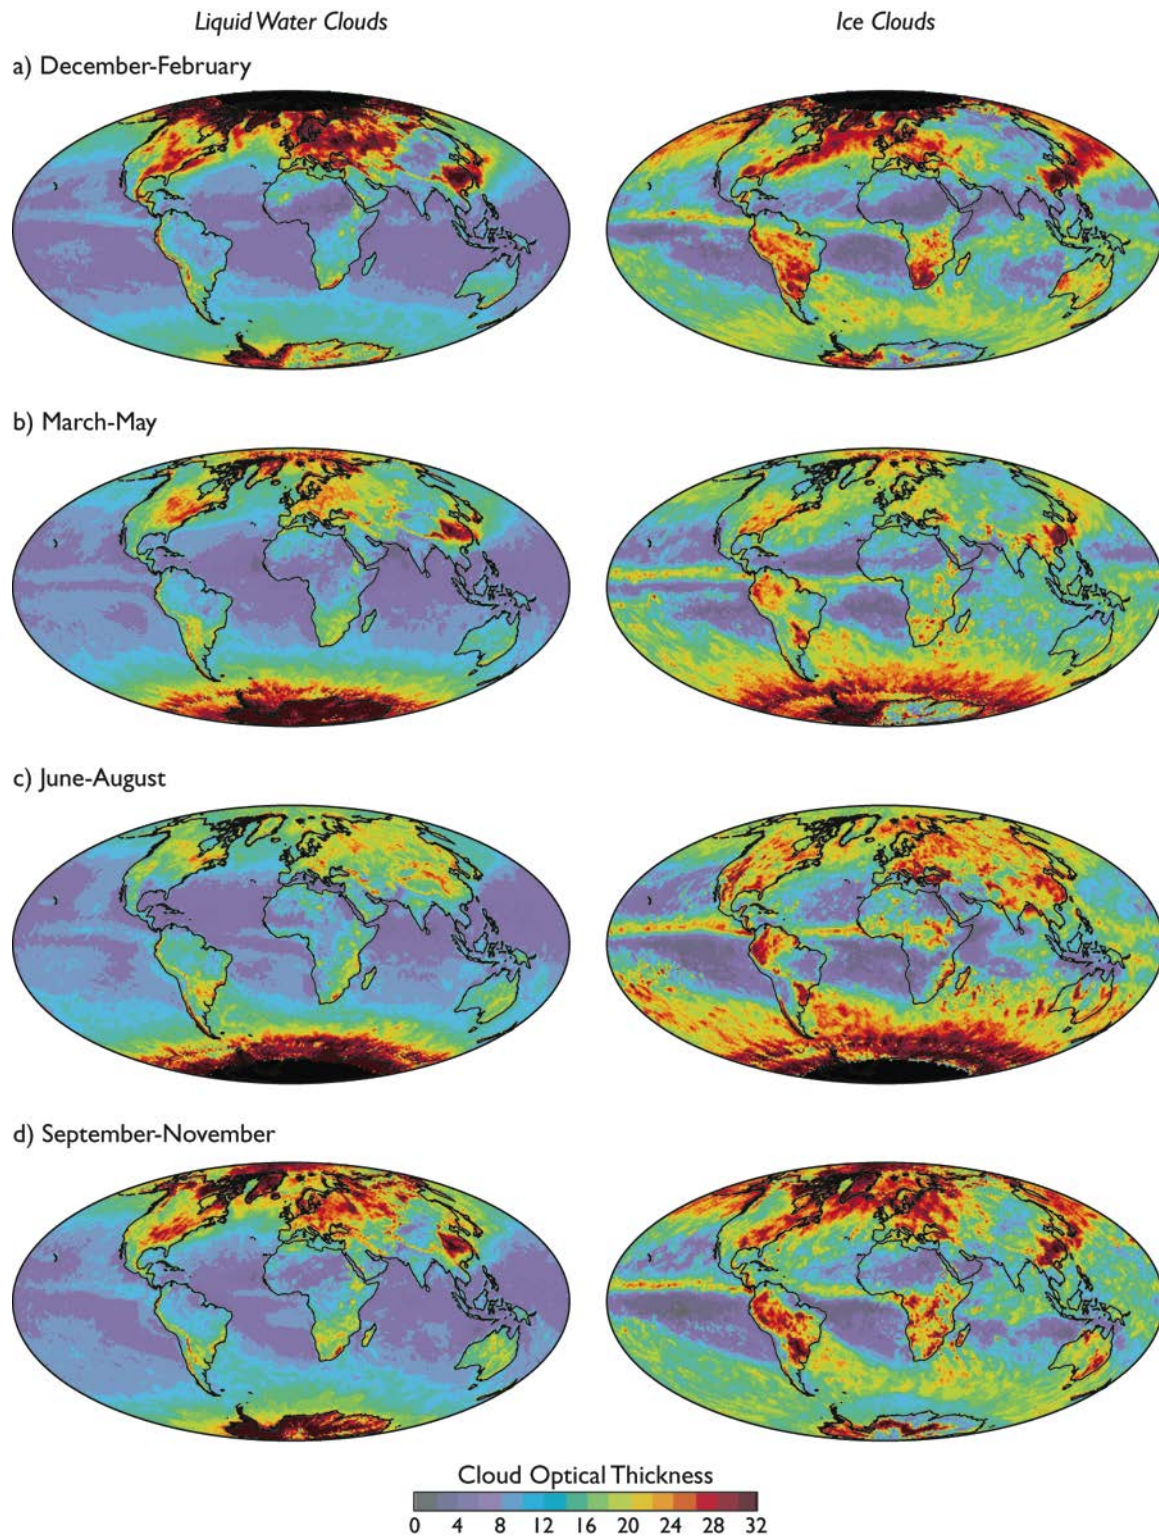 Liquid Water Clouds Ice Clouds
a) December-February
b) March-May
c) June-August
d) September-November
Cloud Optical Thickness
0 4 8 12 16 20 24 28 32